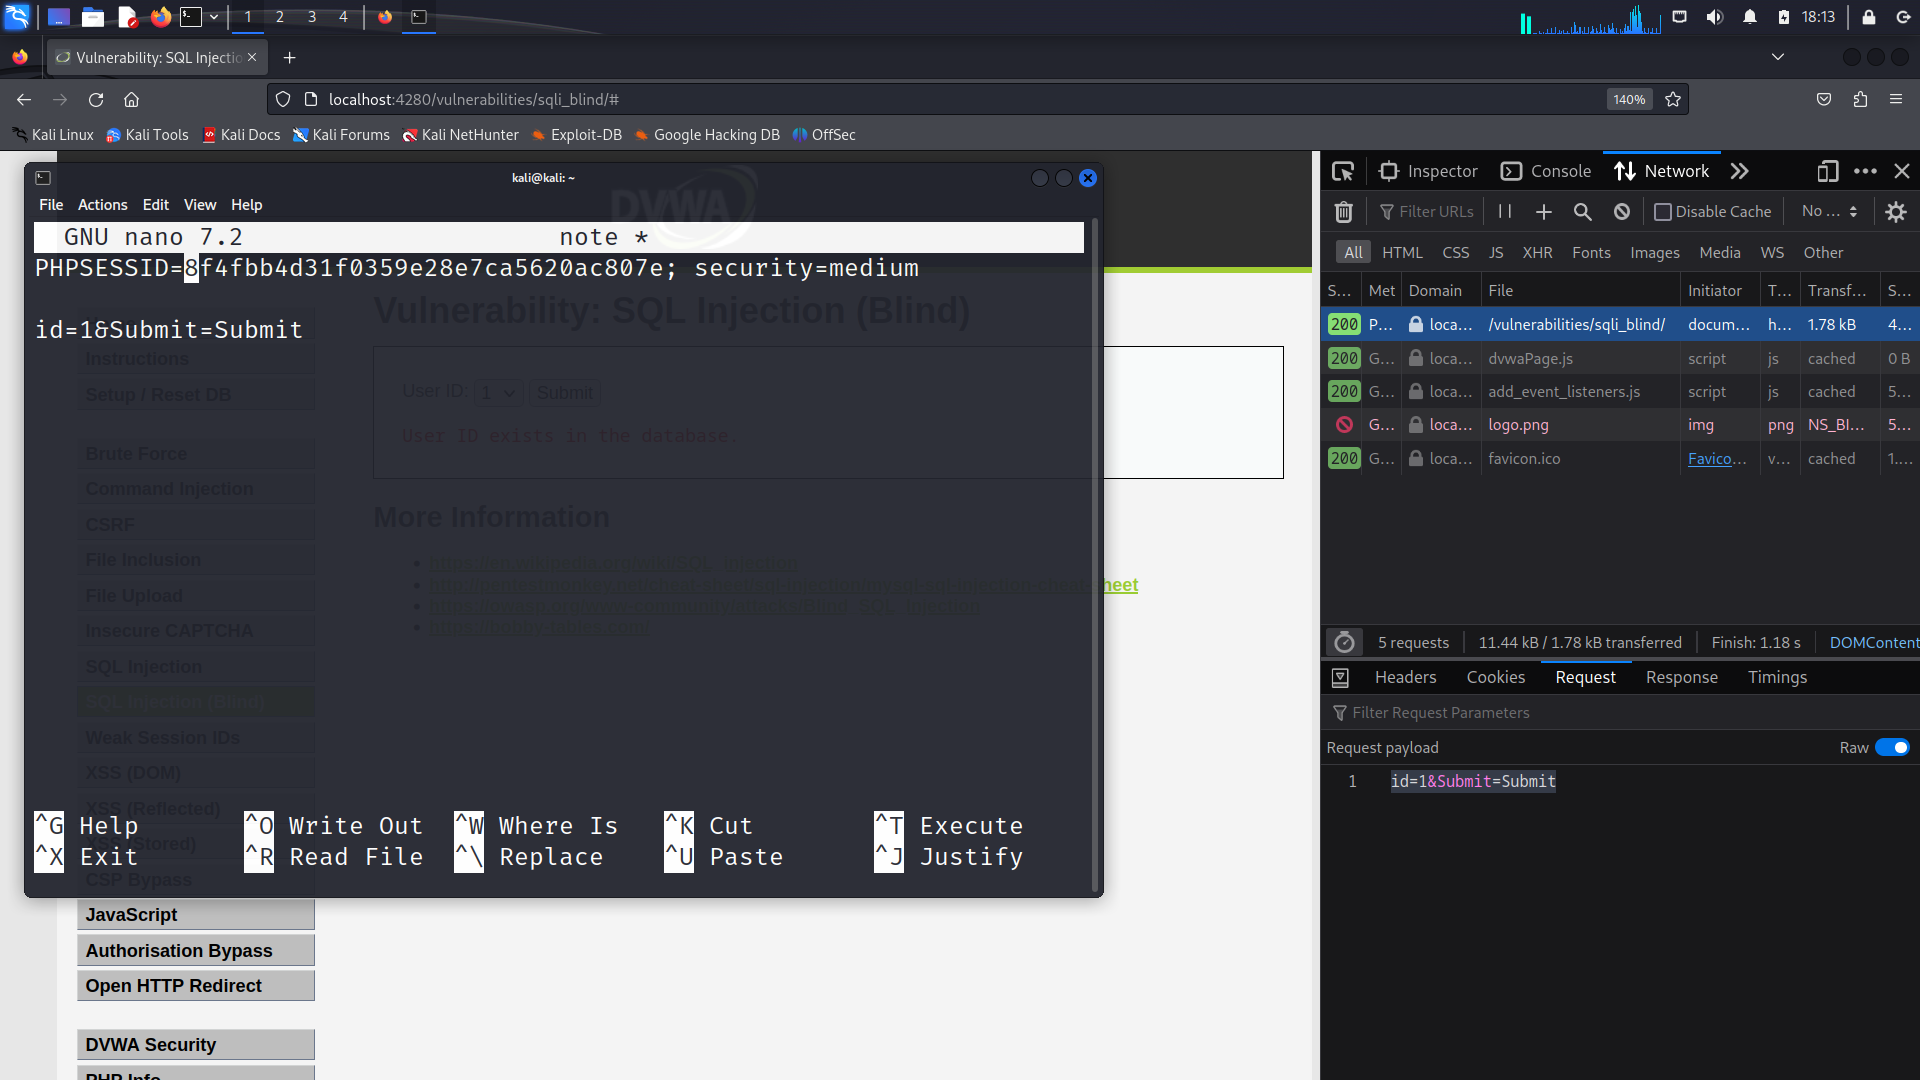 1 2 3 4 18:13
Vulnerability: SQL Injectio
localhost:4280/vulnerabilities/sqli_blind/# 140%
Kali Linux Kali Tools Kali Docs Kali Forums Kali NetHunter Exploit-DB Google Hacking DB OffSec
kali@kali: ~
File Actions Edit View Help
GNU nano 7.2 note *
PHPSESSID=8f4fbb4d31f0359e28e7ca5620ac807e; security=medium
id=1&Submit=Submit
^G Help ^O Write Out ^W Where Is ^K Cut ^T Execute
^X Exit ^R Read File ^\ Replace ^U Paste ^J Justify
DVWA
Vulnerability: SQL Injection (Blind)
User ID: 1 Submit
User ID exists in the database.
More Information
heet
Instructions
Setup / Reset DB
Brute Force
Command Injection
CSRF
File Inclusion
File Upload
Insecure CAPTCHA
SQL Injection
SQL Injection (Blind)
Weak Session IDs
XSS (DOM)
XSS (Reflected)
XSS (Stored)
CSP Bypass
JavaScript
Authorisation Bypass
Open HTTP Redirect
DVWA Security
PHP Info
Inspector Console Network
Filter URLs Disable Cache No ...
All HTML CSS JS XHR Fonts Images Media WS Other
S... Met Domain File Initiator T... Transf... S...
200 P... loca... /vulnerabilities/sqli_blind/ docum... h... 1.78 kB 4...
200 G... loca... dvwaPage.js script js cached 0 B
200 G... loca... add_event_listeners.js script js cached 5...
G... loca... logo.png img png NS_BI... 5...
200 G... loca... favicon.ico Favico... v... cached 1....
5 requests 11.44 kB / 1.78 kB transferred Finish: 1.18 s DOMContent
Headers Cookies Request Response Timings
Filter Request Parameters
Request payload Raw
1 id=1&Submit=Submit